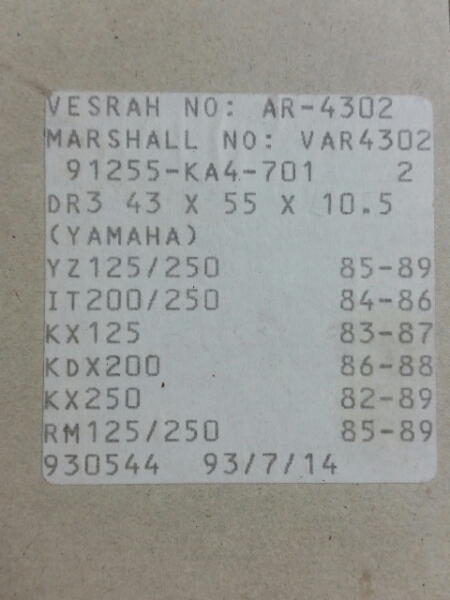 VESRAH NO: AR-4302
MARSHALL NO: VAR4302
91255-KA4-701 2
DR3 43 X 55 X 10.5
(YAMAHA)
YZ125/250 85-89
IT200/250 84-86
KX125 83-87
KDX200 86-88
KX250 82-89
RM125/250 85-89
930544 93/7/14